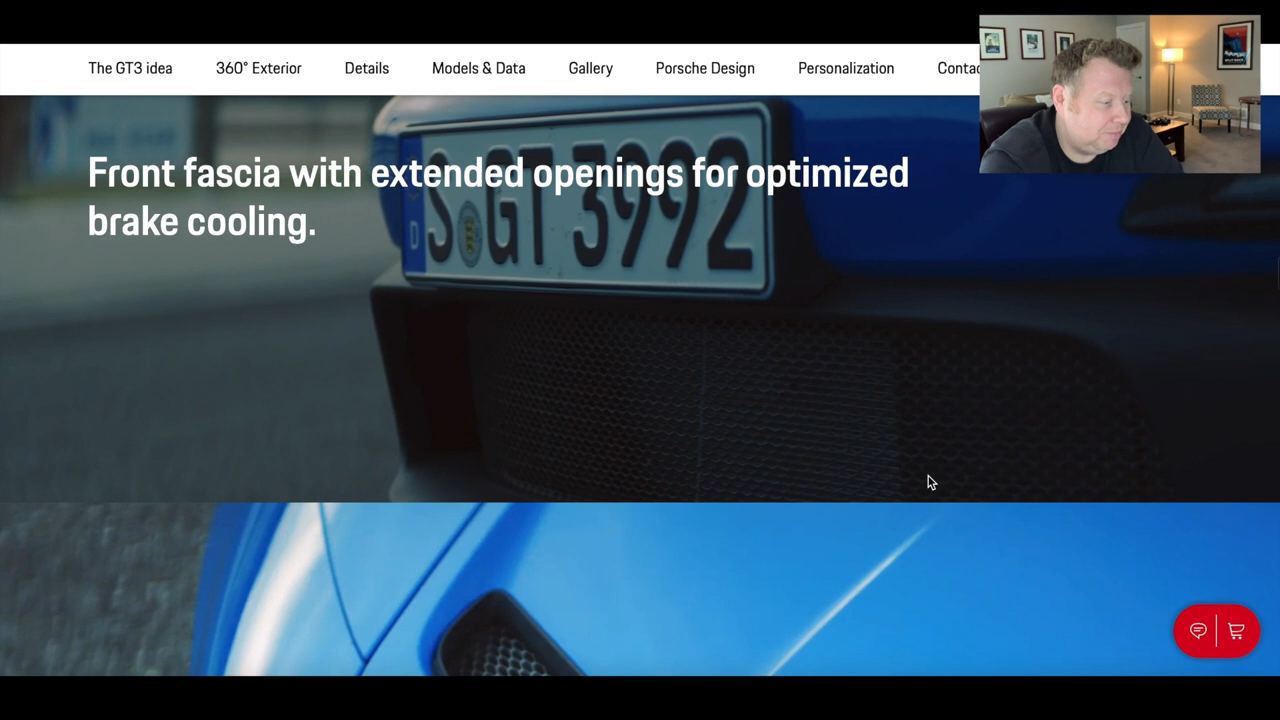 The GT3 idea 360° Exterior Details Models & Data Gallery Porsche Design Personalization
Front fascia with extended openings for optimized
brake cooling.
D S GT 3992